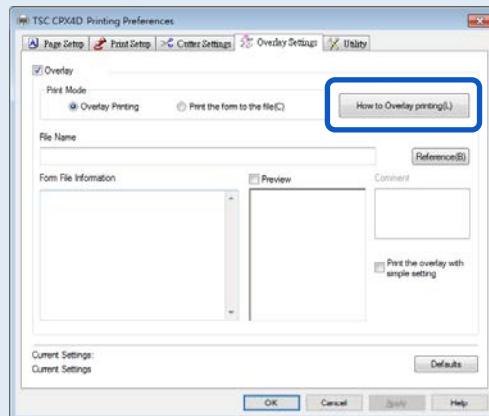 TSC CPX4D Printing Preferences
Page Setup Print Setup Cutter Settings Overlay Settings Utility
Overlay
Print Mode
Overlay Printing Print the form to the file(C) How to Overlay printing(L)
File Name
Reference(B)
Form File Information Preview Comment
Print the overlay with
simple setting
Current Settings:
Current Settings Defaults
OK Cancel Apply Help